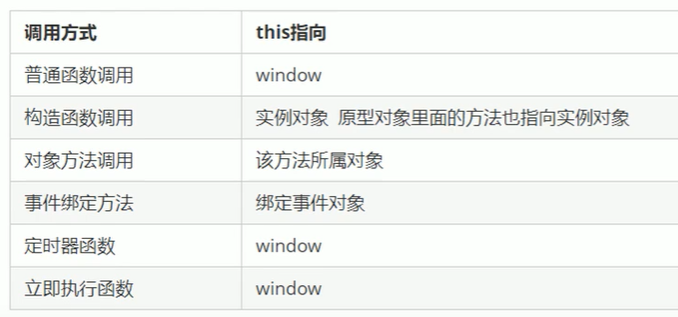 调用方式 this指向
普通函数调用 window
构造函数调用 实例对象 原型对象里面的方法也指向实例对象
对象方法调用 该方法所属对象
事件绑定方法 绑定事件对象
定时器函数 window
立即执行函数 window